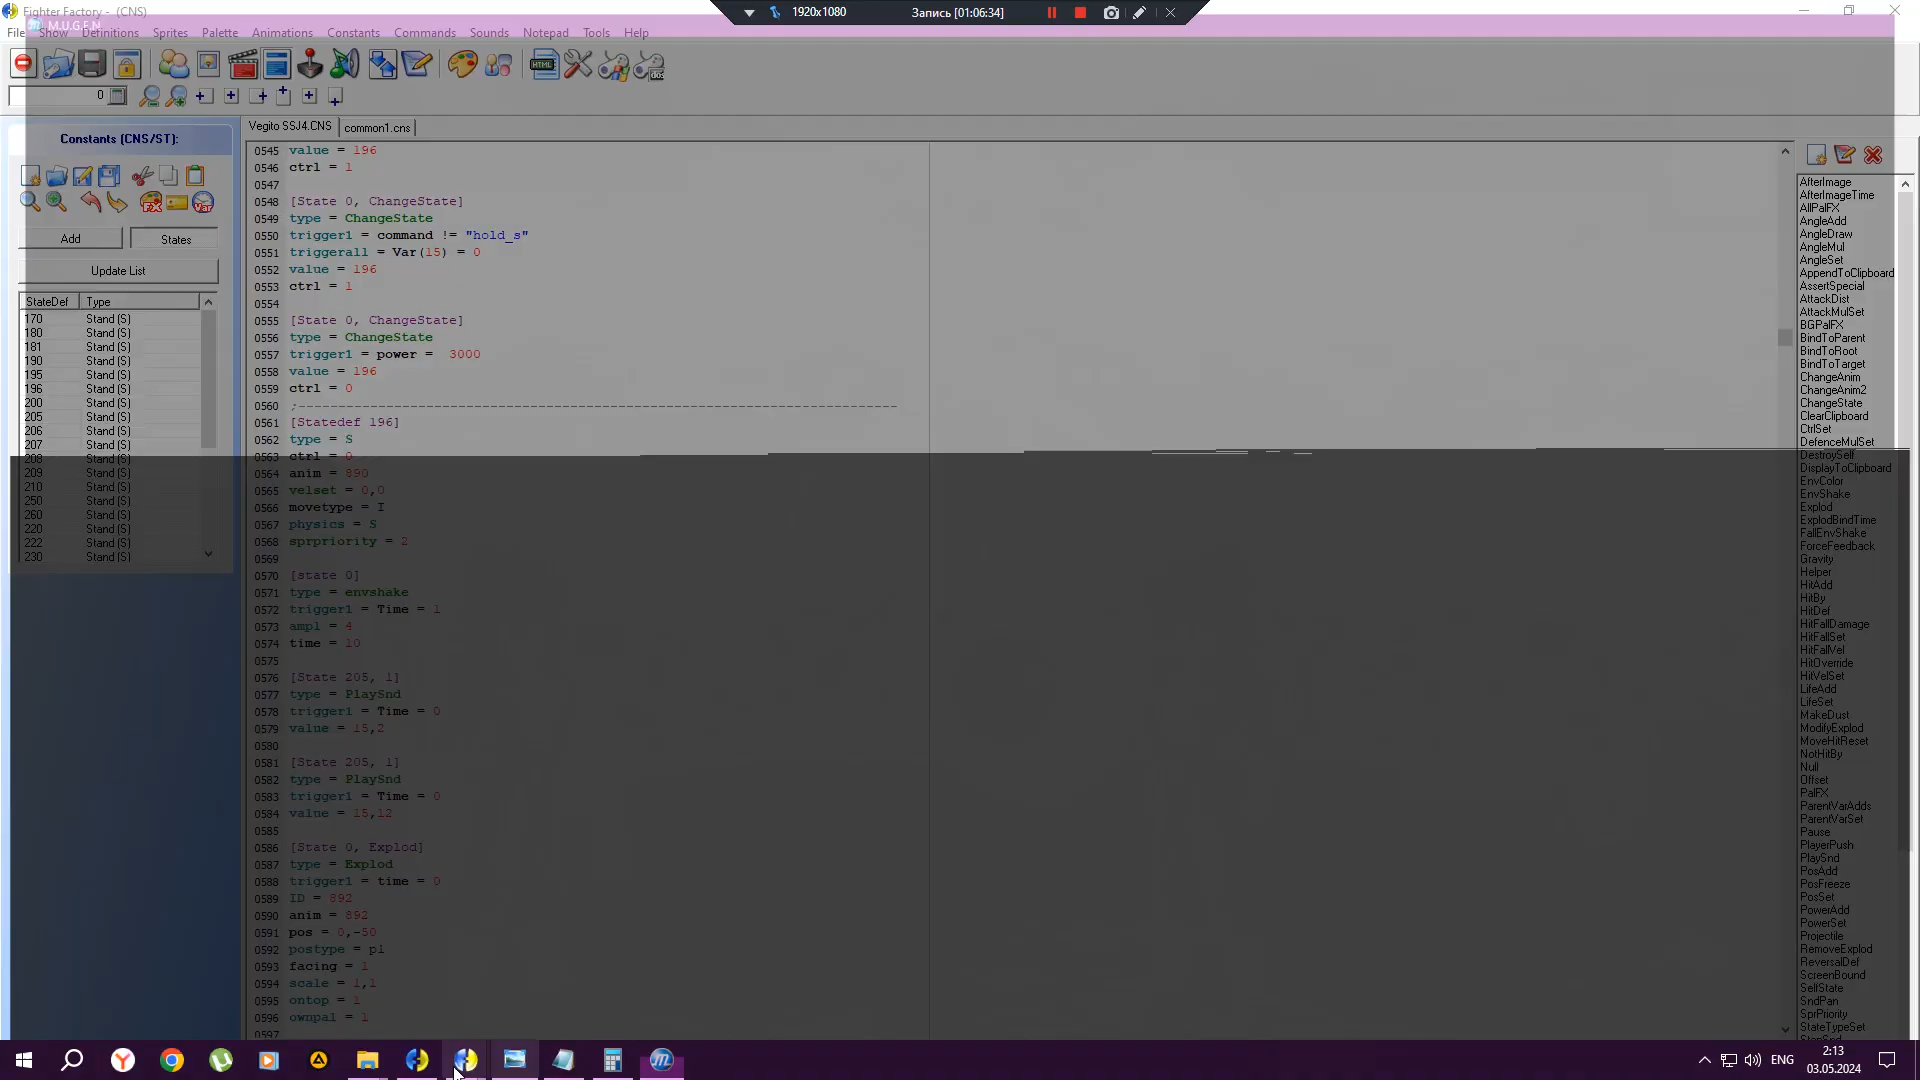 Fighter Factory - (CNS)
1920x1080
Запись [01:06:34]
M.U.G.E.N
File Show Definitions Sprites Palette Animations Constants Commands Sounds Notepad Tools Help
HTML
dos
0
Constants (CNS/ST):
FX
Var
Add
States
Update List
StateDef Type
170 Stand (S)
180 Stand (S)
181 Stand (S)
190 Stand (S)
195 Stand (S)
196 Stand (S)
200 Stand (S)
205 Stand (S)
206 Stand (S)
207 Stand (S)
208 Stand (S)
209 Stand (S)
210 Stand (S)
250 Stand (S)
260 Stand (S)
220 Stand (S)
222 Stand (S)
230 Stand (S)
Vegito SSJ4.CNS
common1.cns
0545 value = 196
0546 ctrl = 1
0547
0548 [State 0, ChangeState]
0549 type = ChangeState
0550 trigger1 = command != "hold_s"
0551 triggerall = Var(15) = 0
0552 value = 196
0553 ctrl = 1
0554
0555 [State 0, ChangeState]
0556 type = ChangeState
0557 trigger1 = power = 3000
0558 value = 196
0559 ctrl = 0
0560 ;---------------------------------------------------------------------------
0561 [Statedef 196]
0562 type = S
0563 ctrl = 0
0564 anim = 890
0565 velset = 0,0
0566 movetype = I
0567 physics = S
0568 sprpriority = 2
0569
0570 [state 0]
0571 type = envshake
0572 trigger1 = Time = 1
0573 ampl = 4
0574 time = 10
0575
0576 [State 205, 1]
0577 type = PlaySnd
0578 trigger1 = Time = 0
0579 value = 15,2
0580
0581 [State 205, 1]
0582 type = PlaySnd
0583 trigger1 = Time = 0
0584 value = 15,12
0585
0586 [State 0, Explod]
0587 type = Explod
0588 trigger1 = time = 0
0589 ID = 892
0590 anim = 892
0591 pos = 0,-50
0592 postype = p1
0593 facing = 1
0594 scale = 1,1
0595 ontop = 1
0596 ownpal = 1
0597
AfterImage
AfterImageTime
AllPalFX
AngleAdd
AngleDraw
AngleMul
AngleSet
AppendToClipboard
AssertSpecial
AttackDist
AttackMulSet
BGPalFX
BindToParent
BindToRoot
BindToTarget
ChangeAnim
ChangeAnim2
ChangeState
ClearClipboard
CtrlSet
DefenceMulSet
DestroySelf
DisplayToClipboard
EnvColor
EnvShake
Explod
ExplodBindTime
FallEnvShake
ForceFeedback
Gravity
Helper
HitAdd
HitBy
HitDef
HitFallDamage
HitFallSet
HitFallVel
HitOverride
HitVelSet
LifeAdd
LifeSet
MakeDust
ModifyExplod
MoveHitReset
NotHitBy
Null
Offset
PalFX
ParentVarAdds
ParentVarSet
Pause
PlayerPush
PlaySnd
PosAdd
PosFreeze
PosSet
PowerAdd
PowerSet
Projectile
RemoveExplod
ReversalDef
ScreenBound
SelfState
SndPan
SprPriority
StateTypeSet
ENG
2:13
03.05.2024